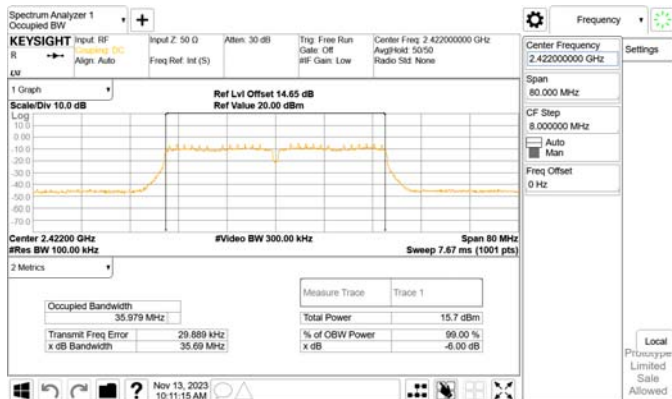 Spectrum Analyzer 1
Occupied BW
KEYSIGHT
R
LXI
Input: RF
Coupling: DC
Align: Auto
Input Z: 50 Ω
Freq Ref: Int (S)
Atten: 30 dB
Trig: Free Run
Gate: Off
#IF Gain: Low
Center Freq: 2.422000000 GHz
Avg|Hold: 50/50
Radio Std: None
1 Graph
Scale/Div 10.0 dB
Ref Lvl Offset 14.65 dB
Ref Value 20.00 dBm
Log
10.0
0.00
-10.0
-20.0
-30.0
-40.0
-50.0
-60.0
-70.0
Center 2.42200 GHz
#Res BW 100.00 kHz
#Video BW 300.00 kHz
Span 80 MHz
Sweep 7.67 ms (1001 pts)
2 Metrics
Measure Trace
Trace 1
Occupied Bandwidth
35.979 MHz
Total Power
15.7 dBm
Transmit Freq Error
29.889 kHz
% of OBW Power
99.00 %
x dB Bandwidth
35.69 MHz
x dB
-6.00 dB
?
Nov 13, 2023
10:11:15 AM
Frequency
Center Frequency
2.422000000 GHz
Settings
Span
80.000 MHz
CF Step
8.000000 MHz
Auto
Man
Freq Offset
0 Hz
Local
Prototype
Limited
Sale
Allowed